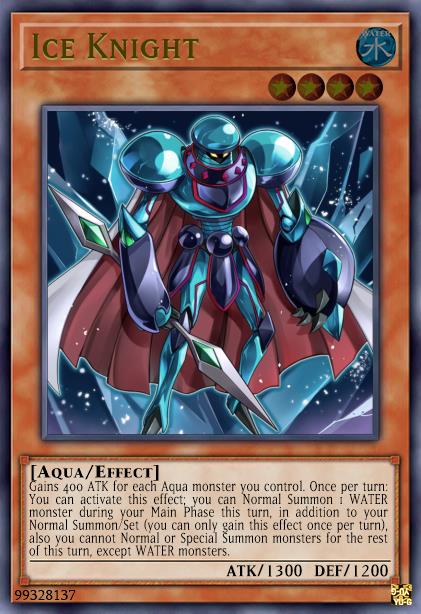 Ice Knight
WATER
水
[Aqua/Effect]
Gains 400 ATK for each Aqua monster you control. Once per turn:
You can activate this effect; you can Normal Summon 1 WATER
monster during your Main Phase this turn, in addition to your
Normal Summon/Set (you can only gain this effect once per turn),
also you cannot Normal or Special Summon monsters for the rest
of this turn, except WATER monsters.
ATK/1300 DEF/1200
99328137